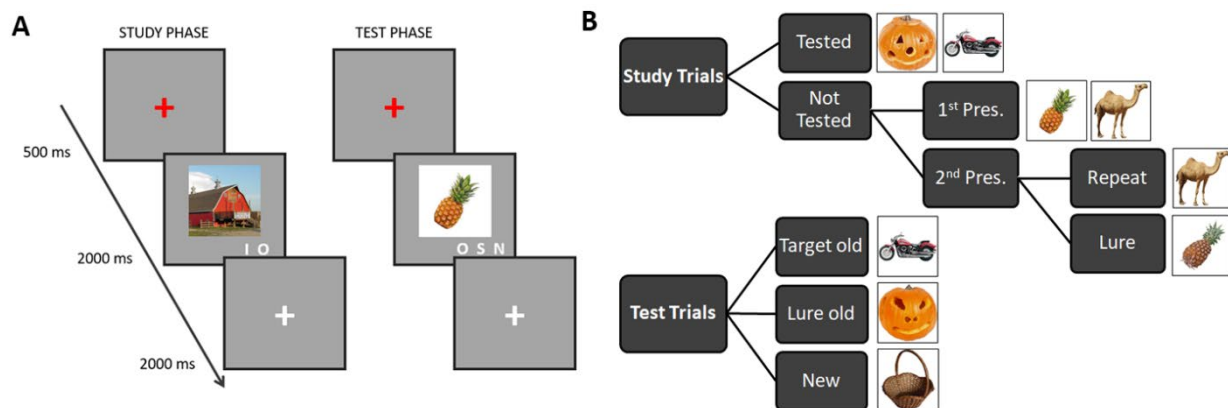 A
STUDY PHASE
TEST PHASE
500 ms
2000 ms
2000 ms
I O
O S N
B
Study Trials
Tested
Not
Tested
1st Pres.
2nd Pres.
Repeat
Lure
Test Trials
Target old
Lure old
New